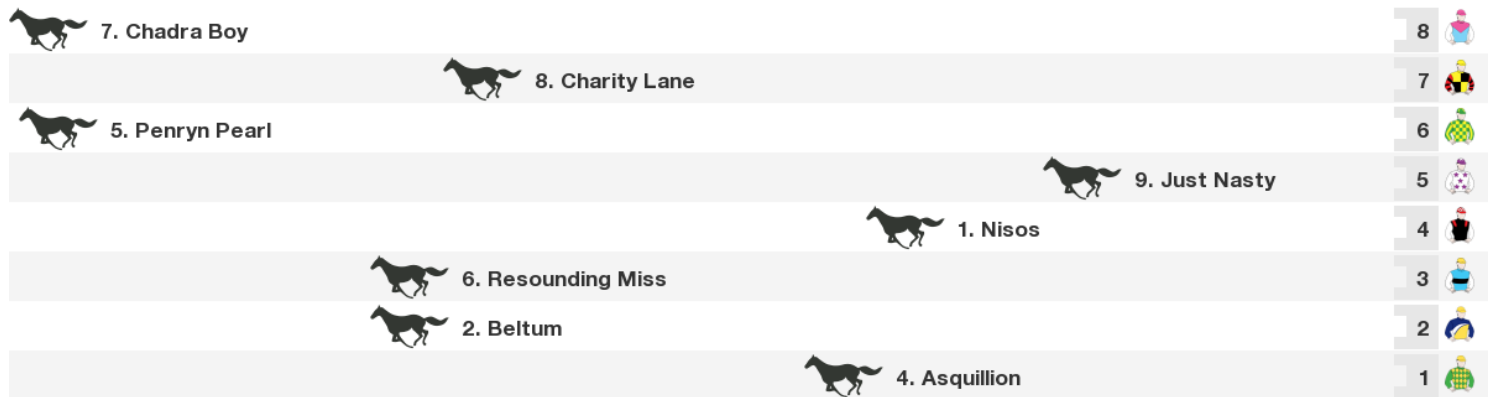 7. Chadra Boy 8
8. Charity Lane 7
5. Penryn Pearl 6
9. Just Nasty 5
1. Nisos 4
6. Resounding Miss 3
2. Beltum 2
4. Asquillion 1